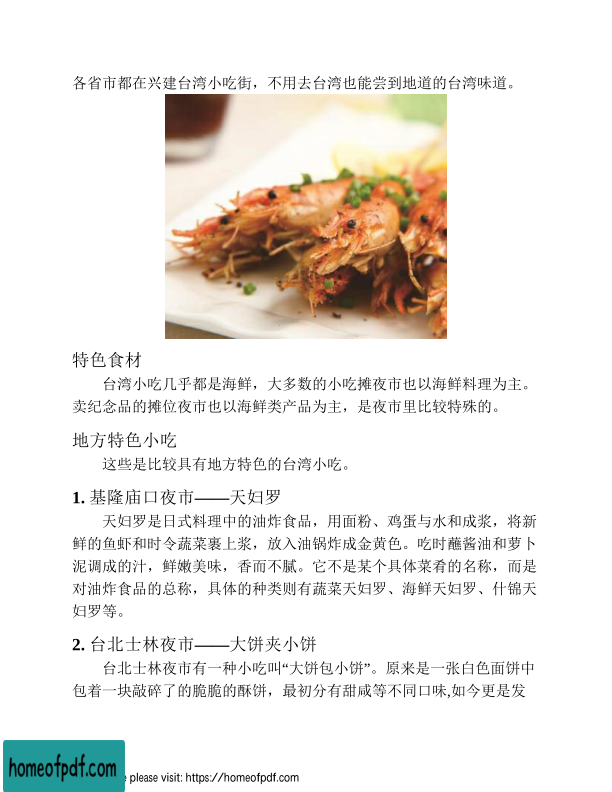 各省市都在兴建台湾小吃街，不用去台湾也能尝到地道的台湾味道。
特色食材
台湾小吃几乎都是海鲜，大多数的小吃摊夜市也以海鲜料理为主。
卖纪念品的摊位夜市也以海鲜类产品为主，是夜市里比较特殊的。
地方特色小吃
这些是比较具有地方特色的台湾小吃。
1. 基隆庙口夜市——天妇罗
天妇罗是日式料理中的油炸食品，用面粉、鸡蛋与水和成浆，将新
鲜的鱼虾和时令蔬菜裹上浆，放入油锅炸成金黄色。吃时蘸酱油和萝卜
泥调成的汁，鲜嫩美味，香而不腻。它不是某个具体菜肴的名称，而是
对油炸食品的总称，具体的种类则有蔬菜天妇罗、海鲜天妇罗、什锦天
妇罗等。
2. 台北士林夜市——大饼夹小饼
台北士林夜市有一种小吃叫“大饼包小饼”。原来是一张白色面饼中
包着一块敲碎了的脆脆的酥饼，最初分有甜咸等不同口味,如今更是发
homeofpdf.com
please visit: https://homeofpdf.com